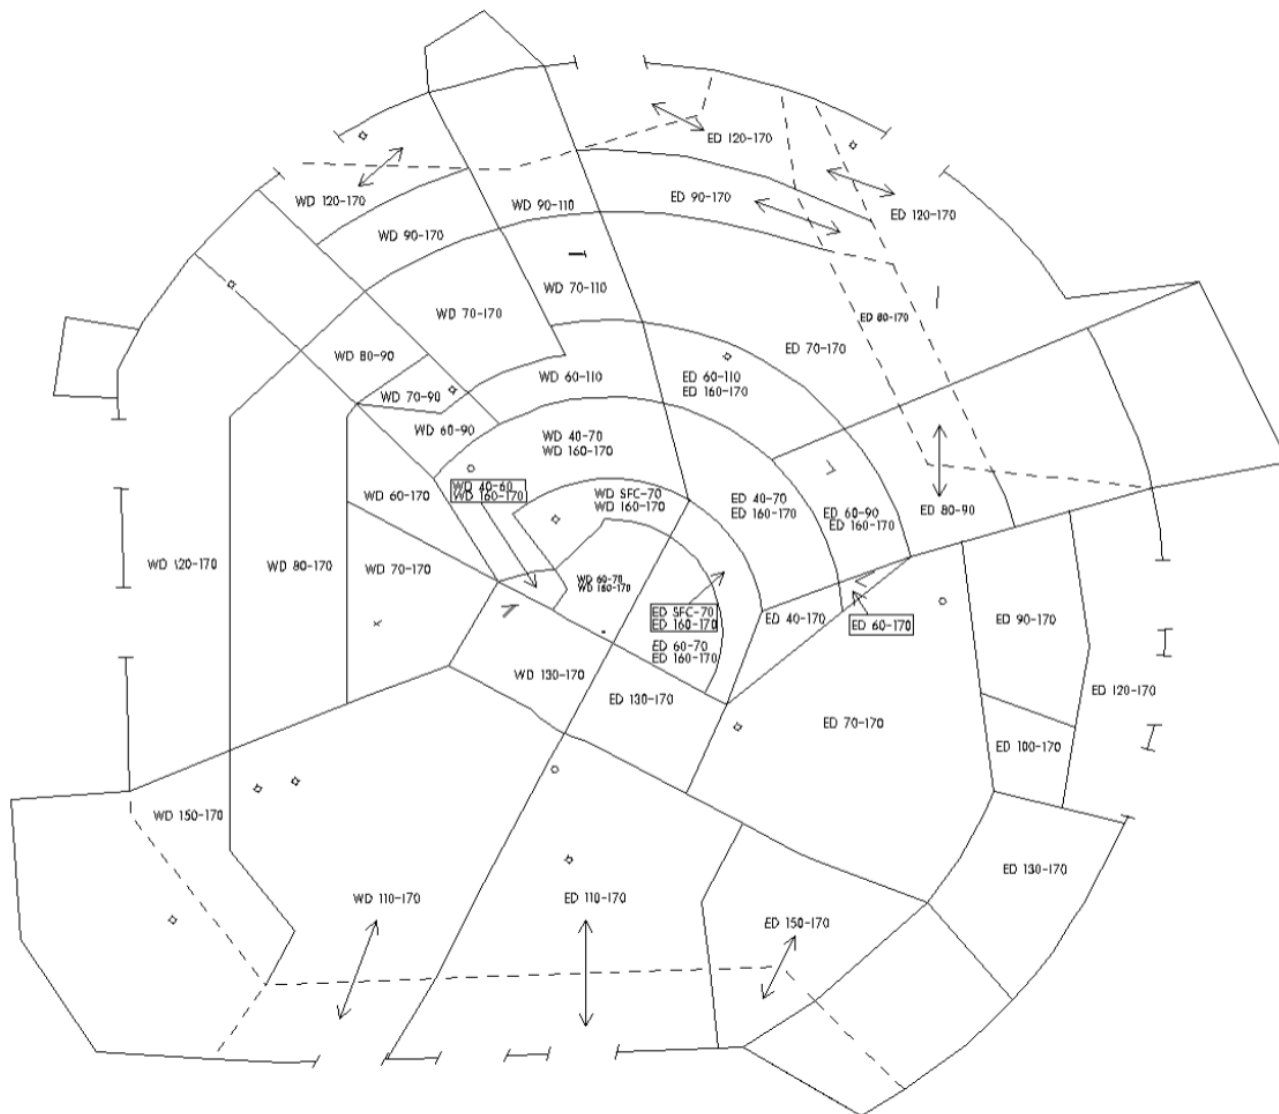 ED 120-170
WD 120-170
WD 90-110
ED 90-170
ED 120-170
WD 90-170
WD 70-110
WD 70-170
ED 80-170
ED 70-170
WD 80-90
WD 60-110
ED 60-110
ED 160-170
WD 70-90
WD 60-90
WD 40-70
WD 160-170
WD 40-60
WD 160-170
WD SFC-70
WD 160-170
WD 60-170
ED 40-70
ED 160-170
ED 60-90
ED 160-170
ED 80-90
WD 120-170
WD 80-170
WD 70-170
WD 60-70
WD 160-170
ED SFC-70
ED 160-170
ED 40-170
ED 60-170
ED 90-170
ED 60-70
ED 160-170
WD 130-170
ED 130-170
ED 120-170
ED 70-170
ED 100-170
WD 150-170
ED 130-170
WD 110-170
ED 110-170
ED 150-170